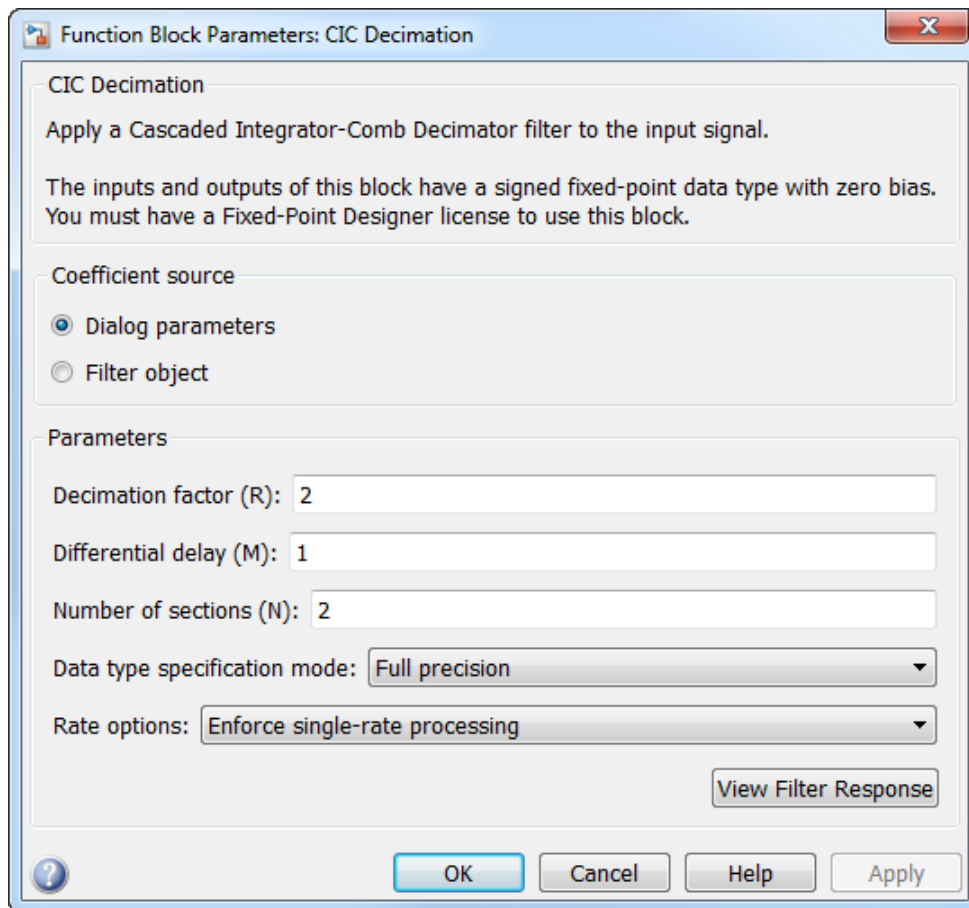 Function Block Parameters: CIC Decimation
CIC Decimation
Apply a Cascaded Integrator-Comb Decimator filter to the input signal.
The inputs and outputs of this block have a signed fixed-point data type with zero bias.
You must have a Fixed-Point Designer license to use this block.
Coefficient source
Dialog parameters
Filter object
Parameters
Decimation factor (R): 2
Differential delay (M): 1
Number of sections (N): 2
Data type specification mode: Full precision
Rate options: Enforce single-rate processing
View Filter Response
? OK Cancel Help Apply